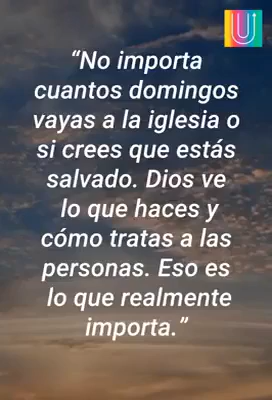 “No importa
cuantos domingos
vayas a la iglesia o
si crees que estás
salvado. Dios ve
lo que haces y
cómo tratas a las
personas. Eso es
lo que realmente
importa.”